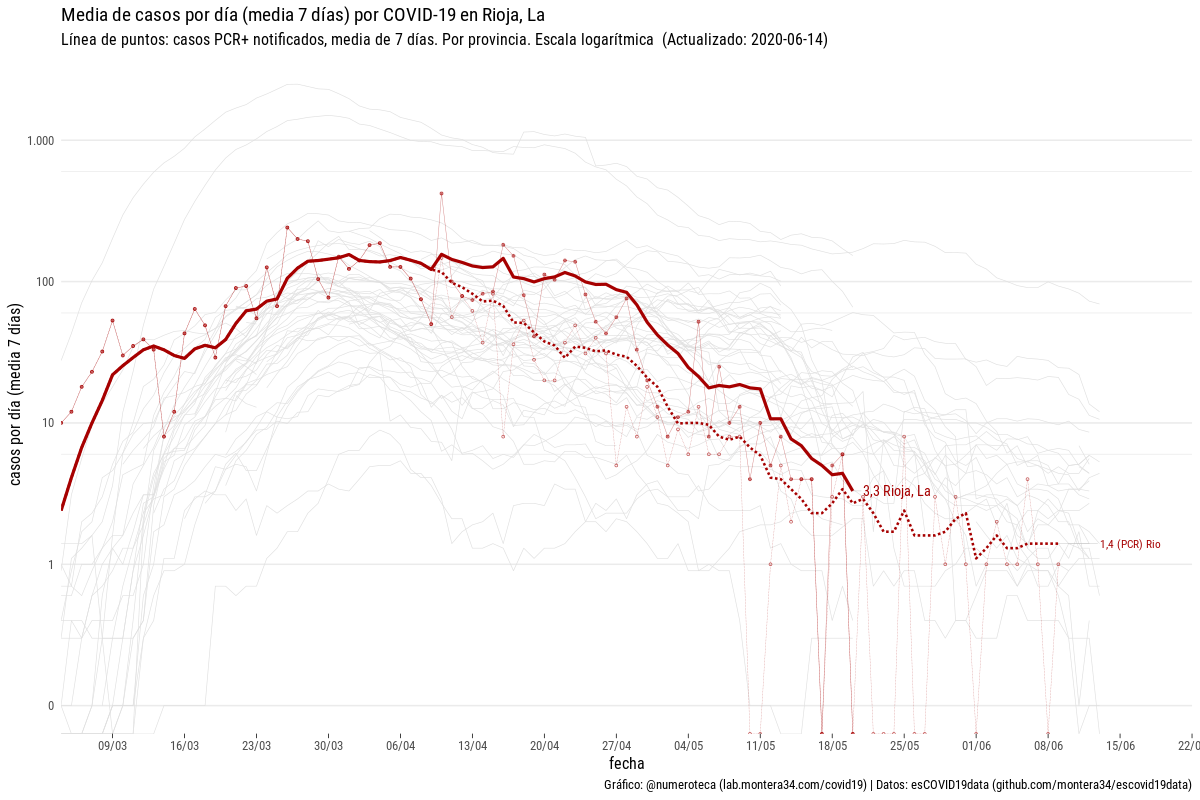 Media de casos por día (media 7 días) por COVID-19 en Rioja, La
Línea de puntos: casos PCR+ notificados, media de 7 días. Por provincia. Escala logarítmica  (Actualizado: 2020-06-14)
casos por día (media 7 días)
1.000
100
10
1
0
3,3 Rioja, La
1,4 (PCR) Rio
09/03 16/03 23/03 30/03 06/04 13/04 20/04 27/04 04/05 11/05 18/05 25/05 01/06 08/06 15/06 22/0
fecha
Gráfico: @numeroteca (lab.montera34.com/covid19) | Datos: esCOVID19data (github.com/montera34/escovid19data)